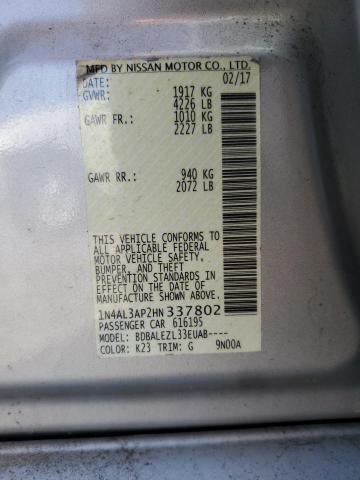 MFD BY NISSAN MOTOR CO., LTD.
DATE: 02/17
GVWR: 1917 KG
4226 LB
GAWR FR.: 1010 KG
2227 LB
GAWR RR.: 940 KG
2072 LB
THIS VEHICLE CONFORMS TO
ALL APPLICABLE FEDERAL
MOTOR VEHICLE SAFETY,
BUMPER, AND THEFT
PREVENTION STANDARDS
IN EFFECT ON THE DATE OF
MANUFACTURE SHOWN ABOVE.
1N4AL3AP2HN337802
PASSENGER CAR 616195
MODEL: BDBALEZL33EUAB----
COLOR: K23 TRIM: G 9N00A